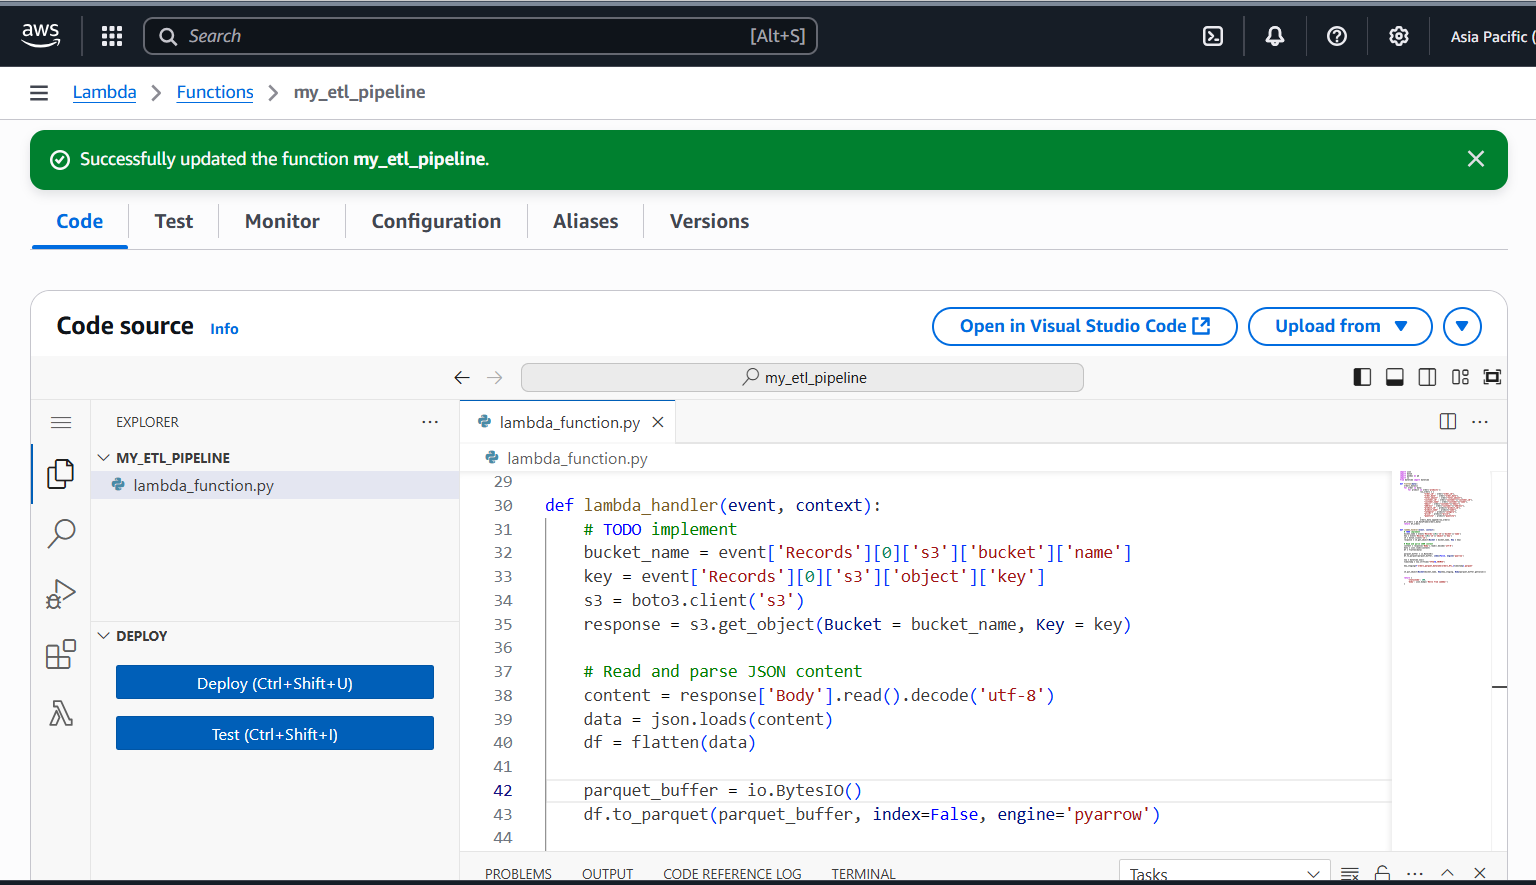 aws
Search [Alt+S]
Asia Pacific (
Lambda > Functions > my_etl_pipeline
Successfully updated the function my_etl_pipeline.
Code Test Monitor Configuration Aliases Versions
Code source Info
Open in Visual Studio Code Upload from
my_etl_pipeline
EXPLORER
lambda_function.py
MY_ETL_PIPELINE
lambda_function.py
DEPLOY
Deploy (Ctrl+Shift+U)
Test (Ctrl+Shift+I)
lambda_function.py
29
30 def lambda_handler(event, context):
31 # TODO implement
32 bucket_name = event['Records'][0]['s3']['bucket']['name']
33 key = event['Records'][0]['s3']['object']['key']
34 s3 = boto3.client('s3')
35 response = s3.get_object(Bucket = bucket_name, Key = key)
36
37 # Read and parse JSON content
38 content = response['Body'].read().decode('utf-8')
39 data = json.loads(content)
40 df = flatten(data)
41
42 parquet_buffer = io.BytesIO()
43 df.to_parquet(parquet_buffer, index=False, engine='pyarrow')
44
PROBLEMS OUTPUT CODE REFERENCE LOG TERMINAL
Tasks